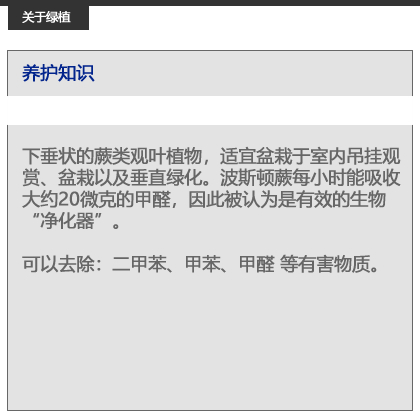 关于绿植
养护知识
下垂状的蕨类观叶植物，适宜盆栽于室内吊挂观
赏、盆栽以及垂直绿化。波斯顿蕨每小时能吸收
大约20微克的甲醛，因此被认为是有效的生物
“净化器”。
可以去除：二甲苯、甲苯、甲醛 等有害物质。